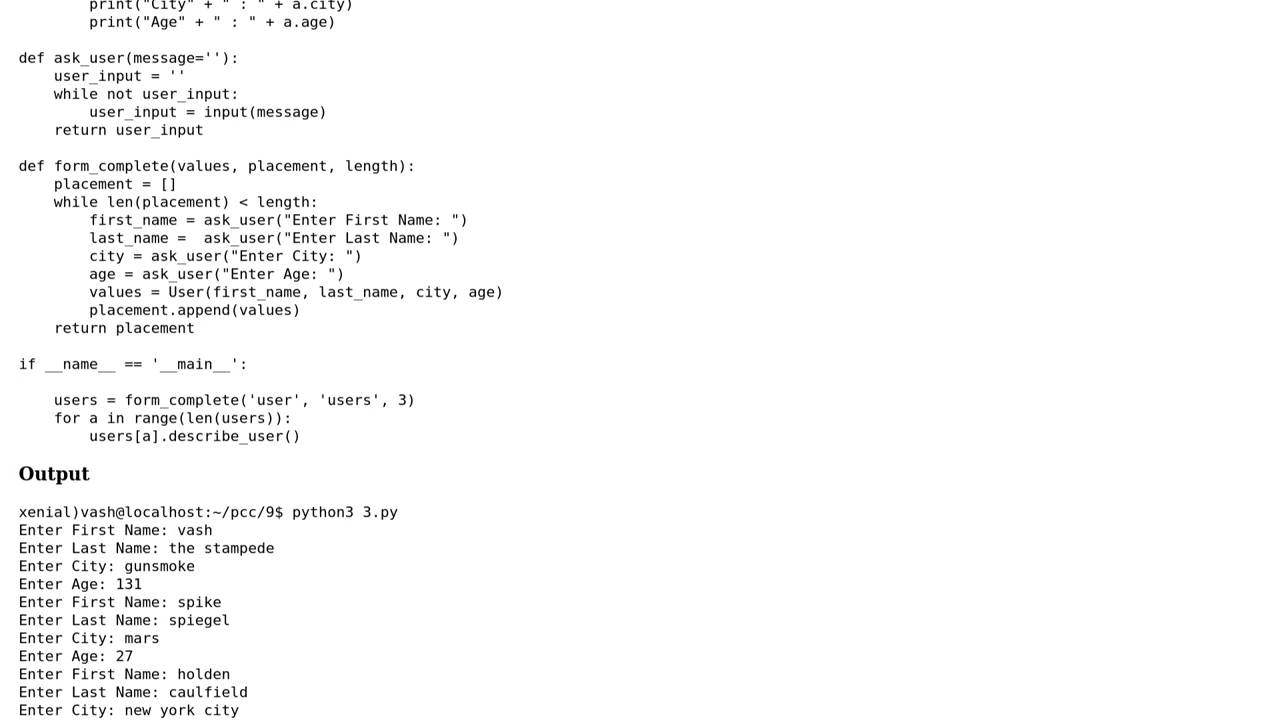 print("City" + " : " + a.city)
        print("Age" + " : " + a.age)

def ask_user(message=''):
    user_input = ''
    while not user_input:
        user_input = input(message)
    return user_input

def form_complete(values, placement, length):
    placement = []
    while len(placement) < length:
        first_name = ask_user("Enter First Name: ")
        last_name =  ask_user("Enter Last Name: ")
        city = ask_user("Enter City: ")
        age = ask_user("Enter Age: ")
        values = User(first_name, last_name, city, age)
        placement.append(values)
    return placement

if __name__ == '__main__':

    users = form_complete('user', 'users', 3)
    for a in range(len(users)):
        users[a].describe_user()

Output

xenial)vash@localhost:~/pcc/9$ python3 3.py
Enter First Name: vash
Enter Last Name: the stampede
Enter City: gunsmoke
Enter Age: 131
Enter First Name: spike
Enter Last Name: spiegel
Enter City: mars
Enter Age: 27
Enter First Name: holden
Enter Last Name: caulfield
Enter City: new york city